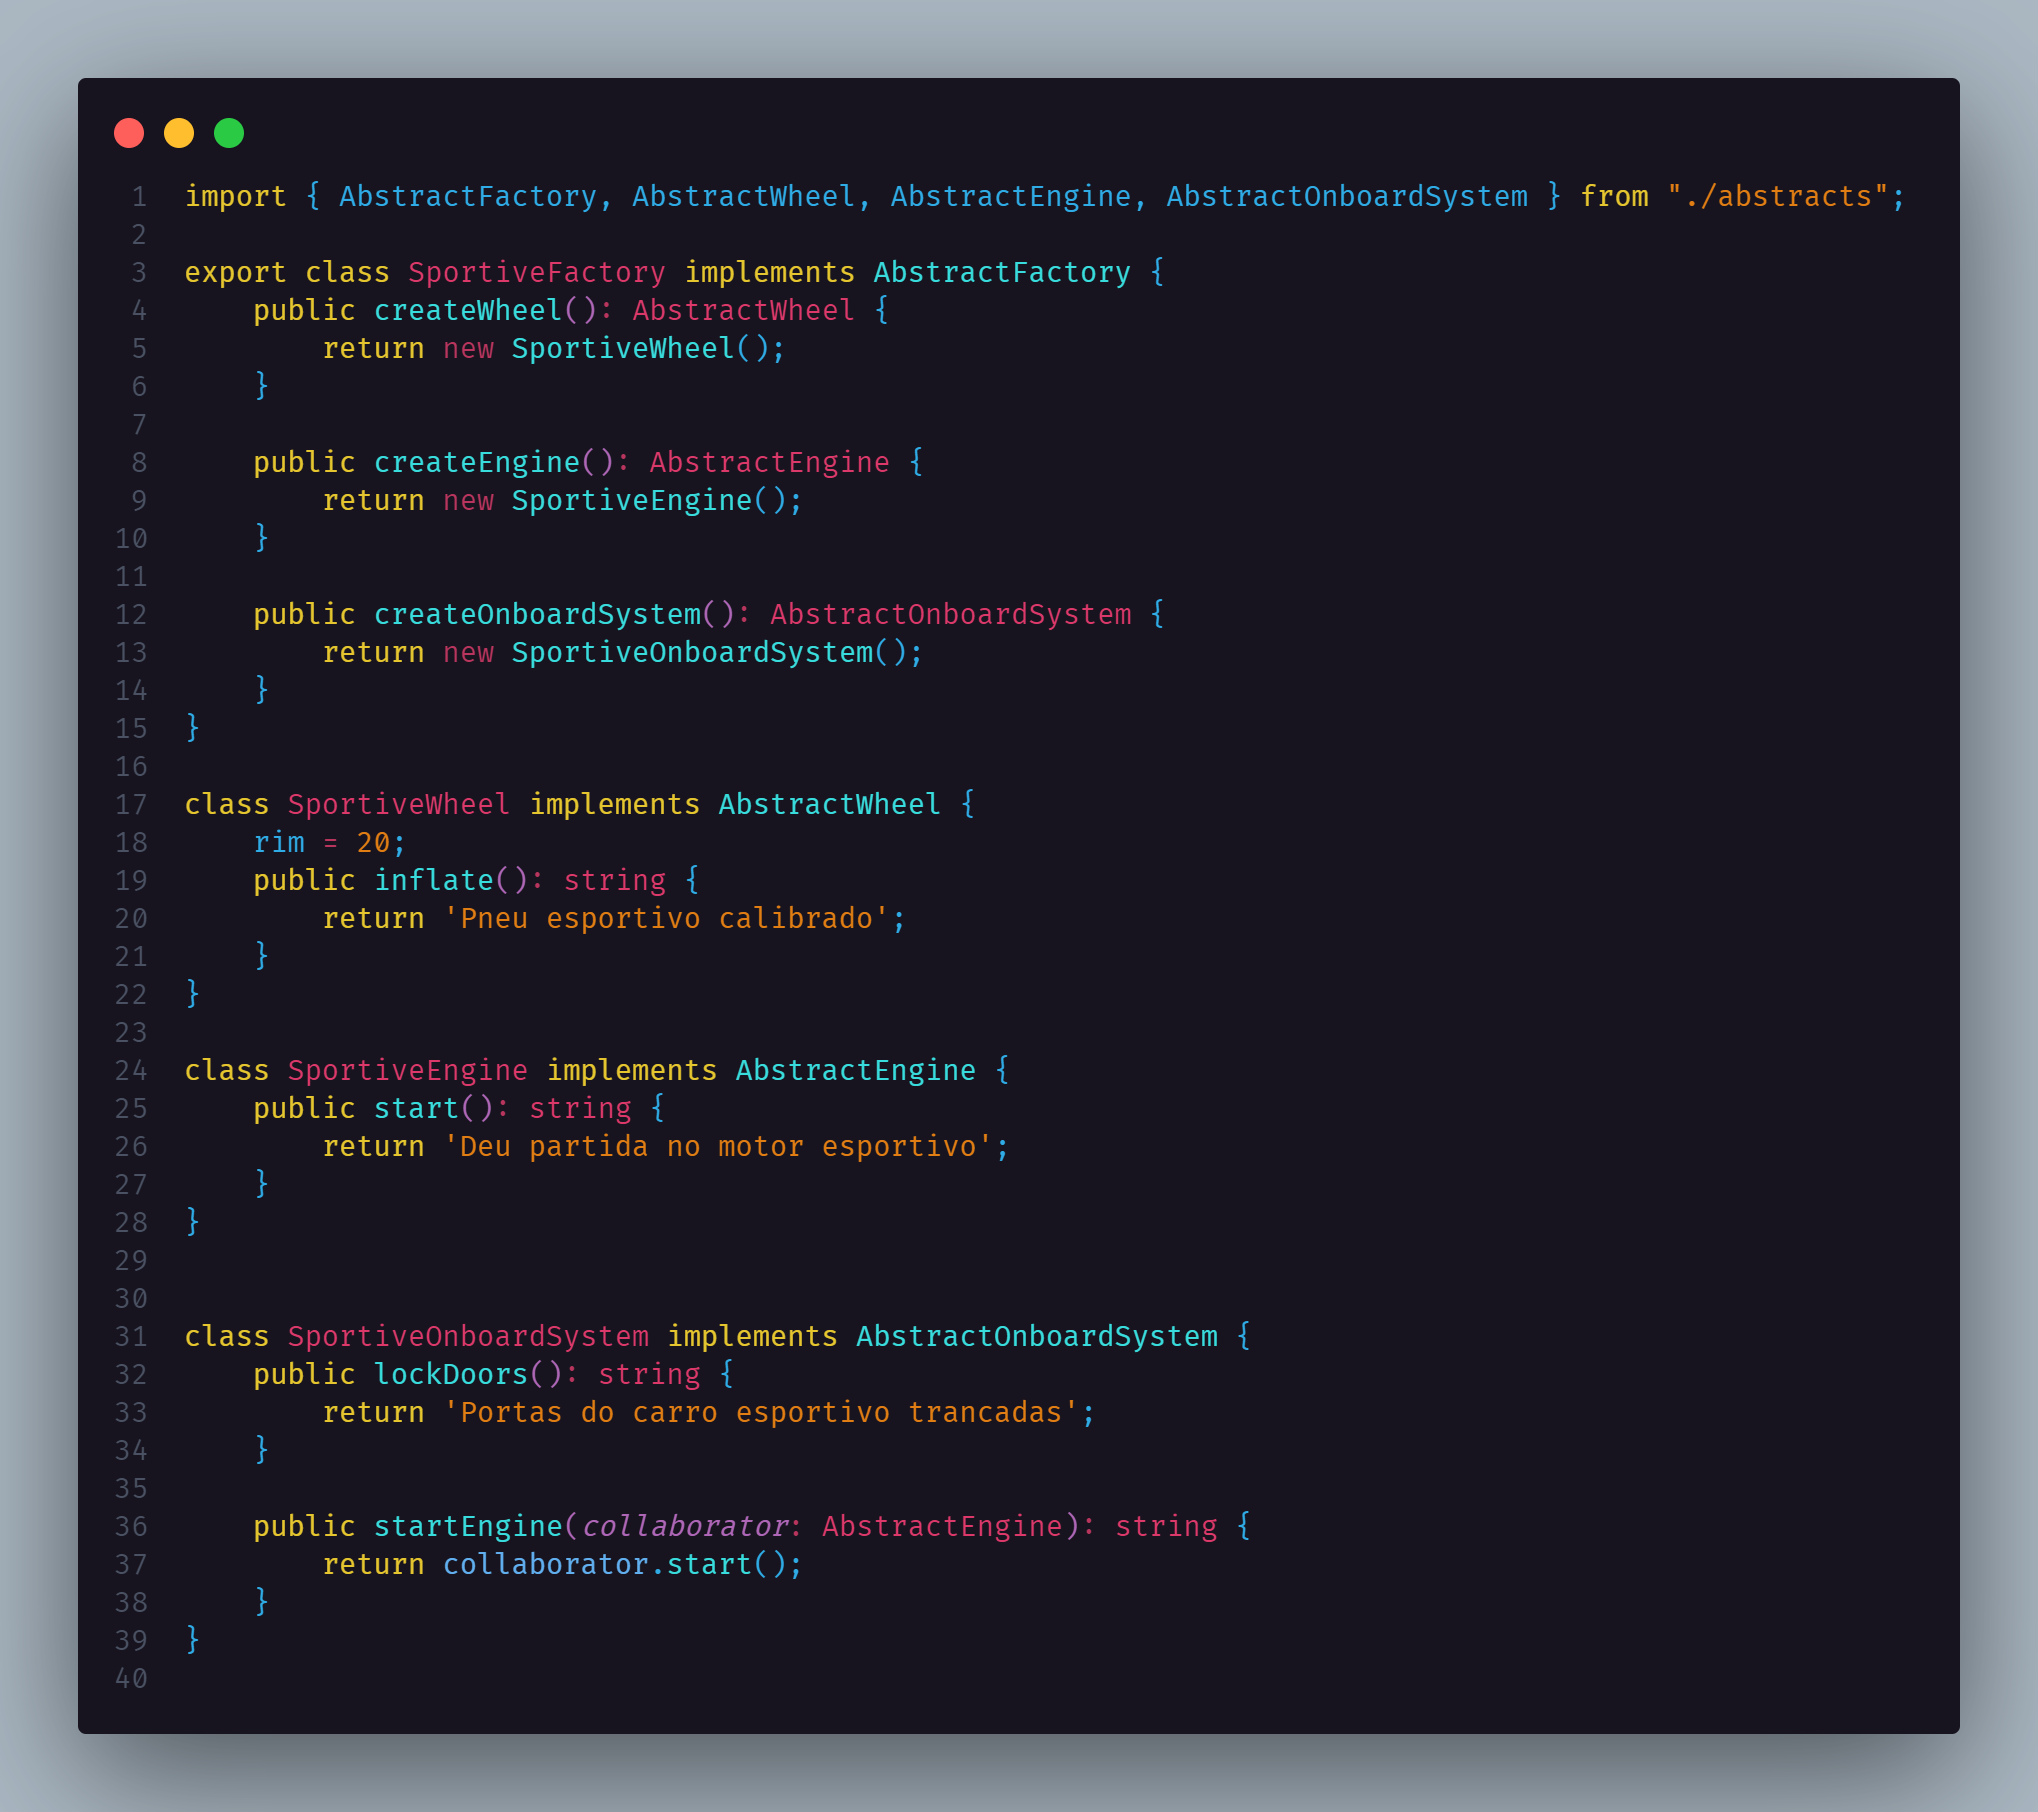 1 import { AbstractFactory, AbstractWheel, AbstractEngine, AbstractOnboardSystem } from "./abstracts";
2
3 export class SportiveFactory implements AbstractFactory {
4     public createWheel(): AbstractWheel {
5         return new SportiveWheel();
6     }
7
8     public createEngine(): AbstractEngine {
9         return new SportiveEngine();
10     }
11
12     public createOnboardSystem(): AbstractOnboardSystem {
13         return new SportiveOnboardSystem();
14     }
15 }
16
17 class SportiveWheel implements AbstractWheel {
18     rim = 20;
19     public inflate(): string {
20         return 'Pneu esportivo calibrado';
21     }
22 }
23
24 class SportiveEngine implements AbstractEngine {
25     public start(): string {
26         return 'Deu partida no motor esportivo';
27     }
28 }
29
30
31 class SportiveOnboardSystem implements AbstractOnboardSystem {
32     public lockDoors(): string {
33         return 'Portas do carro esportivo trancadas';
34     }
35
36     public startEngine(collaborator: AbstractEngine): string {
37         return collaborator.start();
38     }
39 }
40